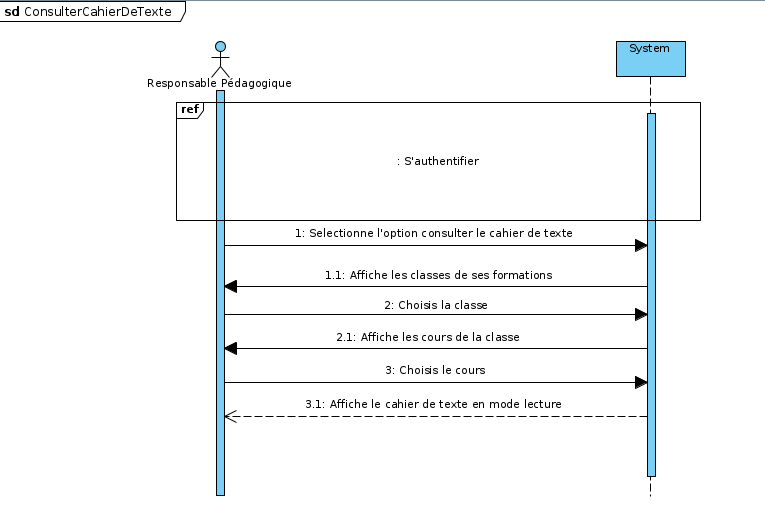 sd ConsulterCahierDeTexte
System
Responsable Pédagogique
ref
: S'authentifier
1: Selectionne l'option consulter le cahier de texte
1.1: Affiche les classes de ses formations
2: Choisis la classe
2.1: Affiche les cours de la classe
3: Choisis le cours
3.1: Affiche le cahier de texte en mode lecture